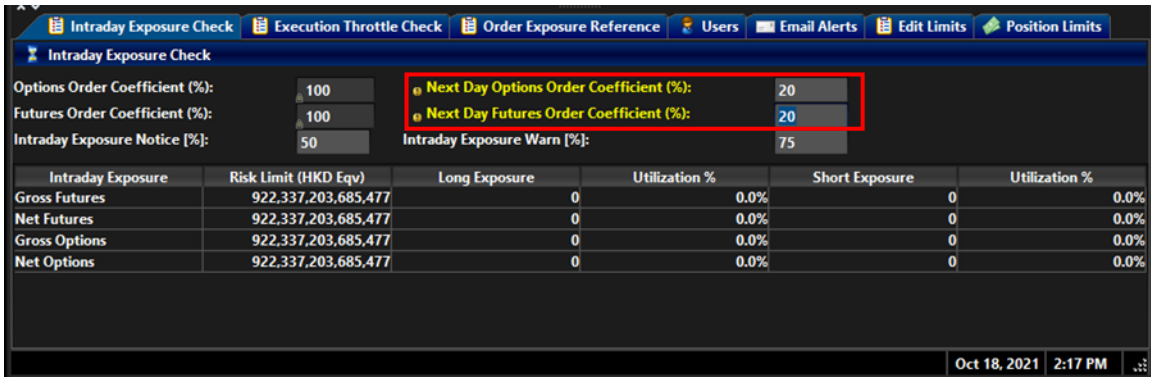 Intraday Exposure Check Execution Throttle Check Order Exposure Reference Users Email Alerts Edit Limits Position Limits
Intraday Exposure Check
Options Order Coefficient (%): 100 Next Day Options Order Coefficient (%): 20
Futures Order Coefficient (%): 100 Next Day Futures Order Coefficient (%): 20
Intraday Exposure Notice [%]: 50 Intraday Exposure Warn [%]: 75
Intraday Exposure Risk Limit (HKD Eqv) Long Exposure Utilization % Short Exposure Utilization %
Gross Futures 922,337,203,685,477 0 0.0% 0 0.0%
Net Futures 922,337,203,685,477 0 0.0% 0 0.0%
Gross Options 922,337,203,685,477 0 0.0% 0 0.0%
Net Options 922,337,203,685,477 0 0.0% 0 0.0%
Oct 18, 2021 2:17 PM